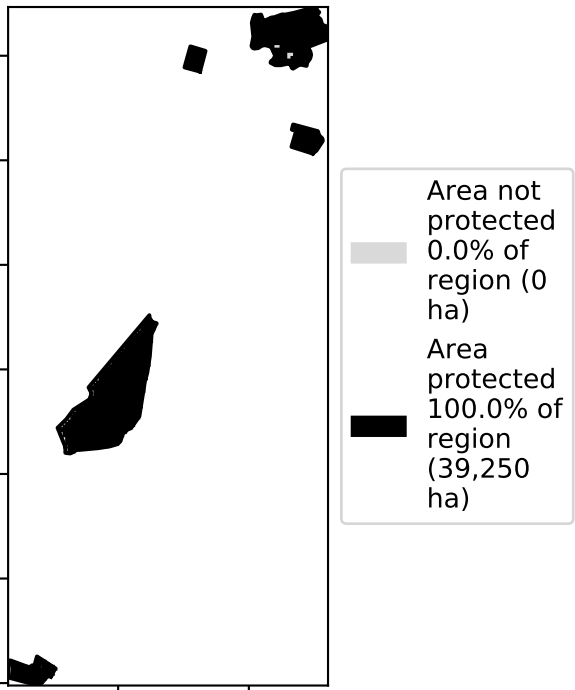 Area not
protected
0.0% of
region (0
ha)
Area
protected
100.0% of
region
(39,250
ha)